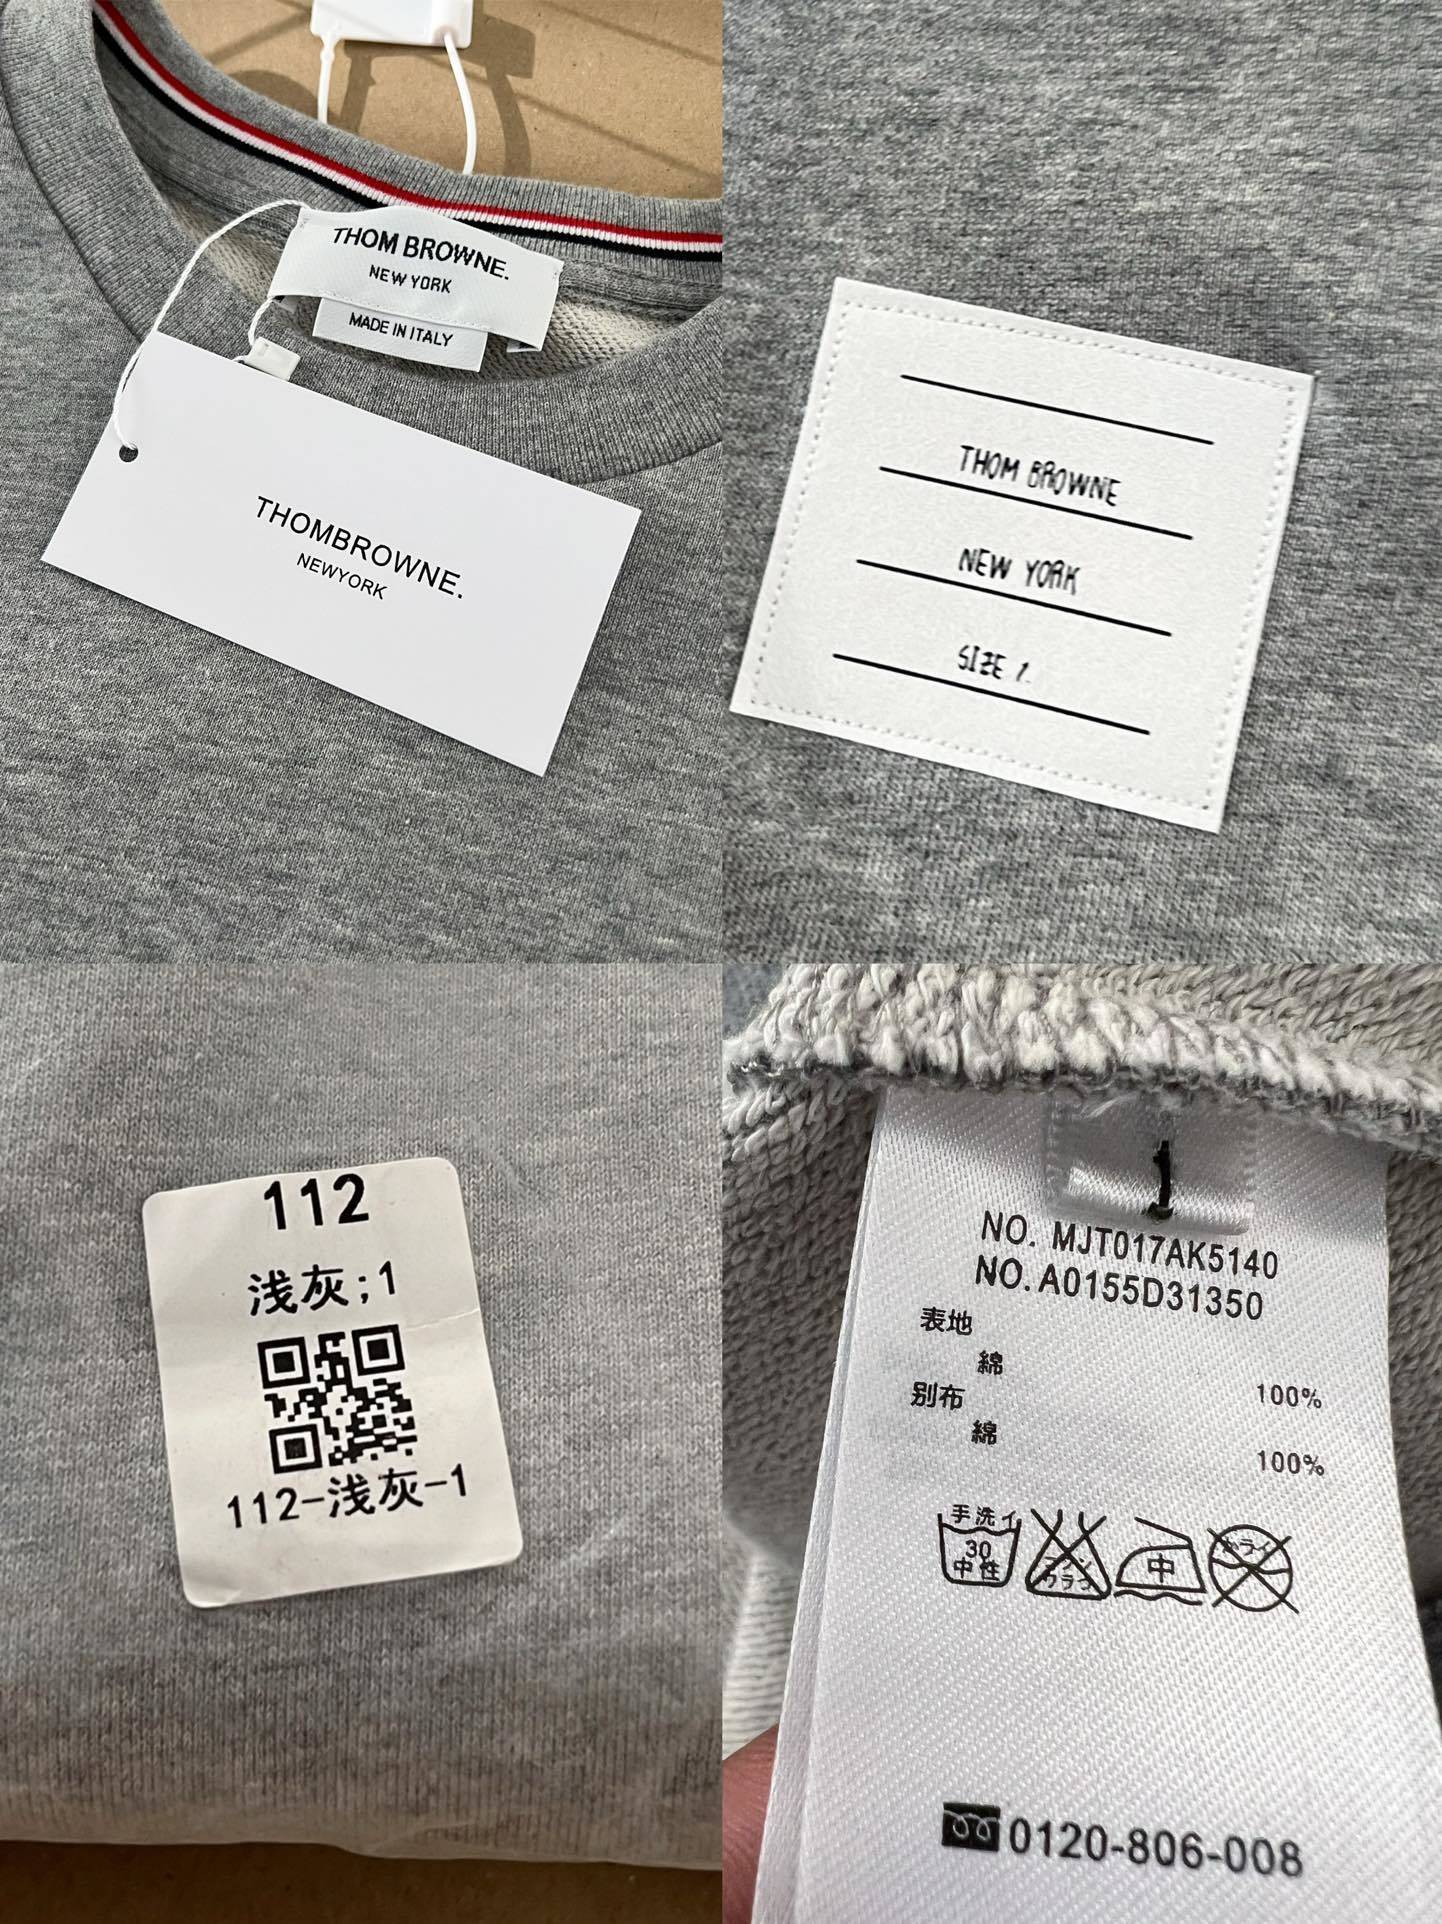 THOM BROWNE.
NEW YORK
MADE IN ITALY
THOMBROWNE.
NEWYORK
THOM BROWNE
NEW YORK
SIZE 1.
112
浅灰;1
112-浅灰-1
1
NO. MJT017AK5140
NO. A0155D31350
表地
綿
100%
別布
綿
100%
手洗イ
30
中性
中
0120-806-008